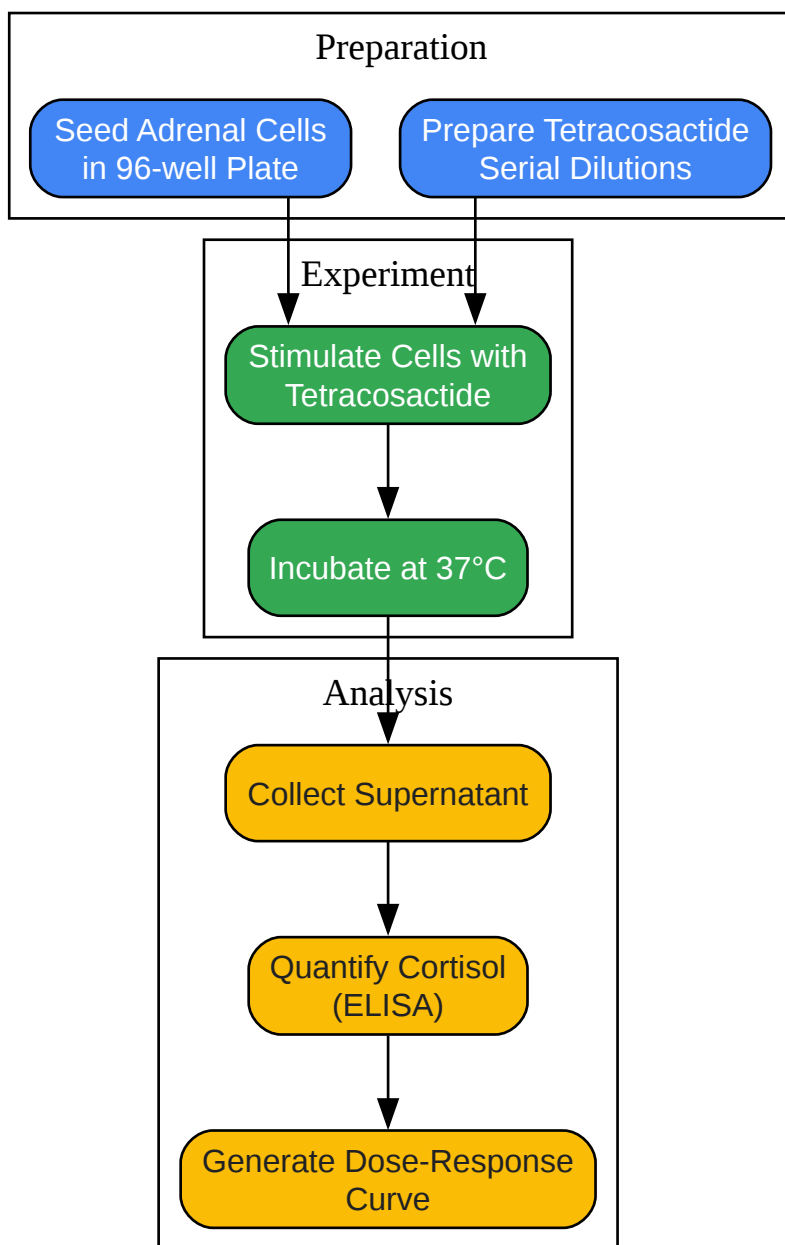 Preparation
Seed Adrenal Cells
in 96-well Plate
Prepare Tetracosactide
Serial Dilutions
Experiment
Stimulate Cells with
Tetracosactide
Incubate at 37°C
Analysis
Collect Supernatant
Quantify Cortisol
(ELISA)
Generate Dose-Response
Curve